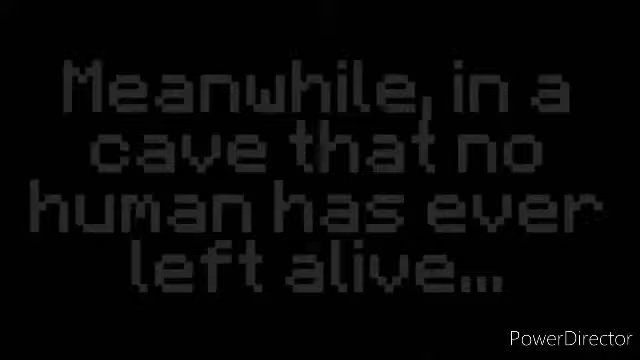 Meanwhile, in a
cave that no
human has ever
left alive...
PowerDirector